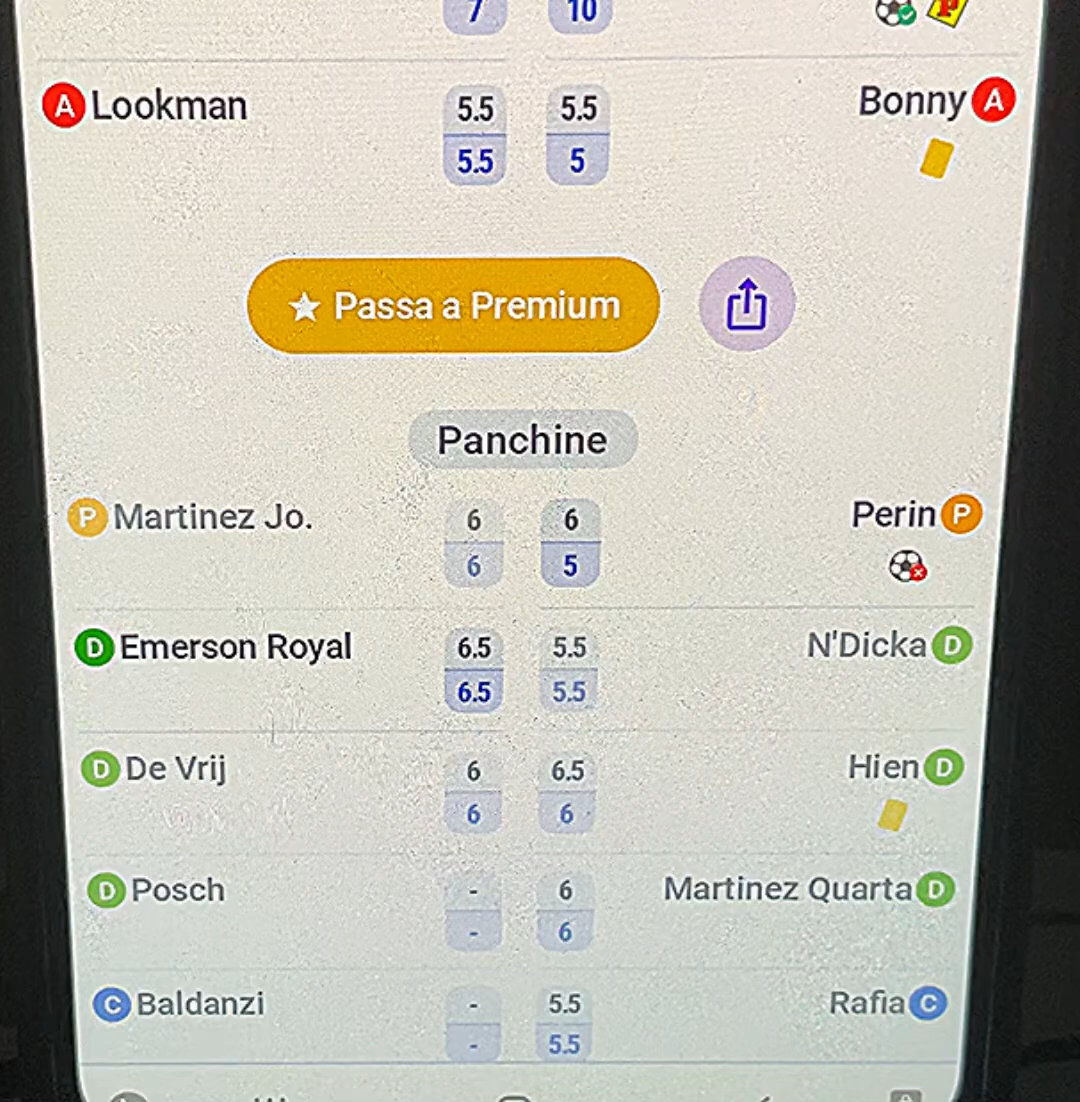 7 10 P
A Lookman 5.5 5.5 Bonny A
5.5 5
★ Passa a Premium
Panchine
P Martinez Jo. 6 6 Perin P
6 5
D Emerson Royal 6.5 5.5 N'Dicka D
6.5 5.5
D De Vrij 6 6.5 Hien D
6 6
D Posch - 6 Martinez Quarta D
- 6
C Baldanzi - 5.5 Rafia C
- 5.5